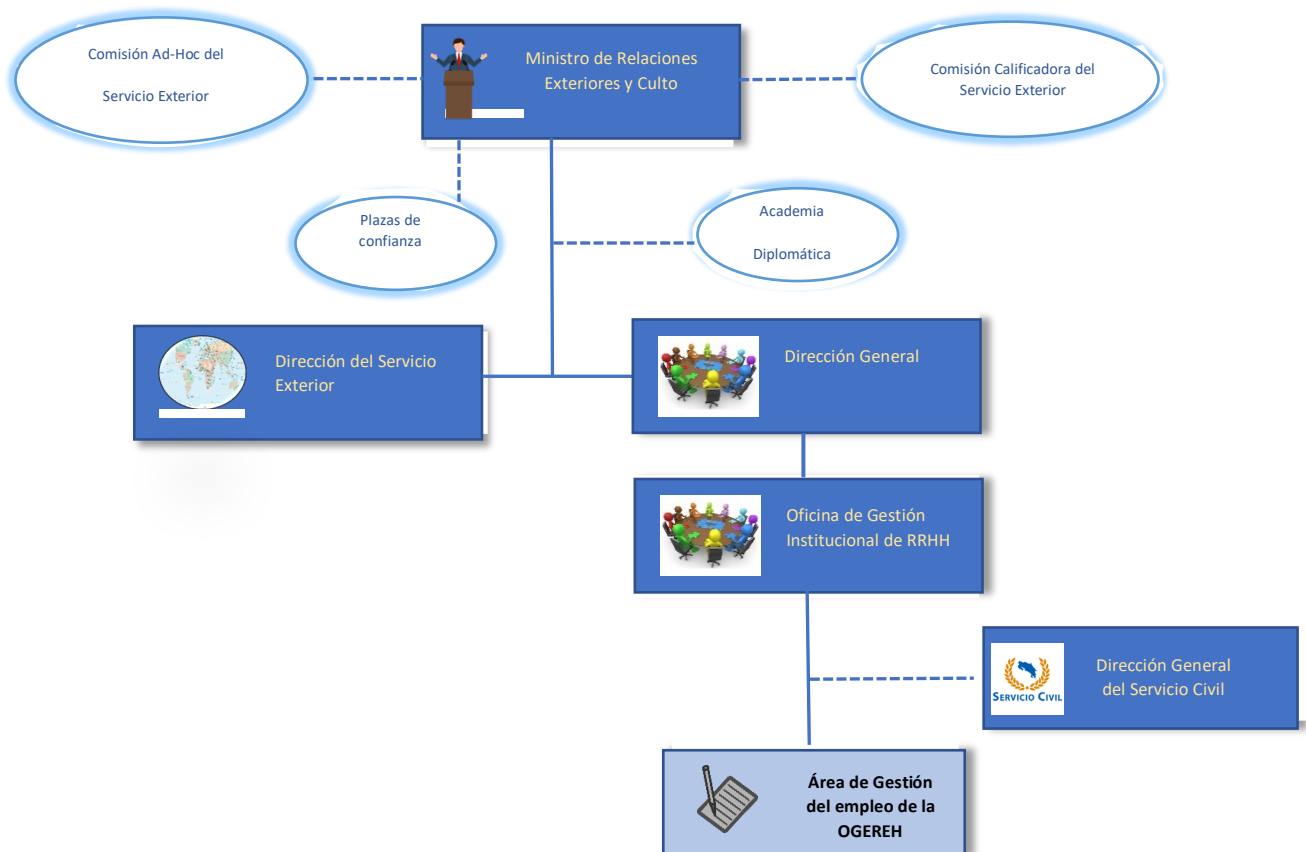 Comisión Ad-Hoc del
Servicio Exterior
Ministro de Relaciones
Exteriores y Culto
Comisión Calificadora del
Servicio Exterior
Plazas de
confianza
Academia
Diplomática
Dirección del Servicio
Exterior
Dirección General
Oficina de Gestión
Institucional de RRHH
SERVICIO CIVIL
Dirección General
del Servicio Civil
Área de Gestión
del empleo de la
OGEREH